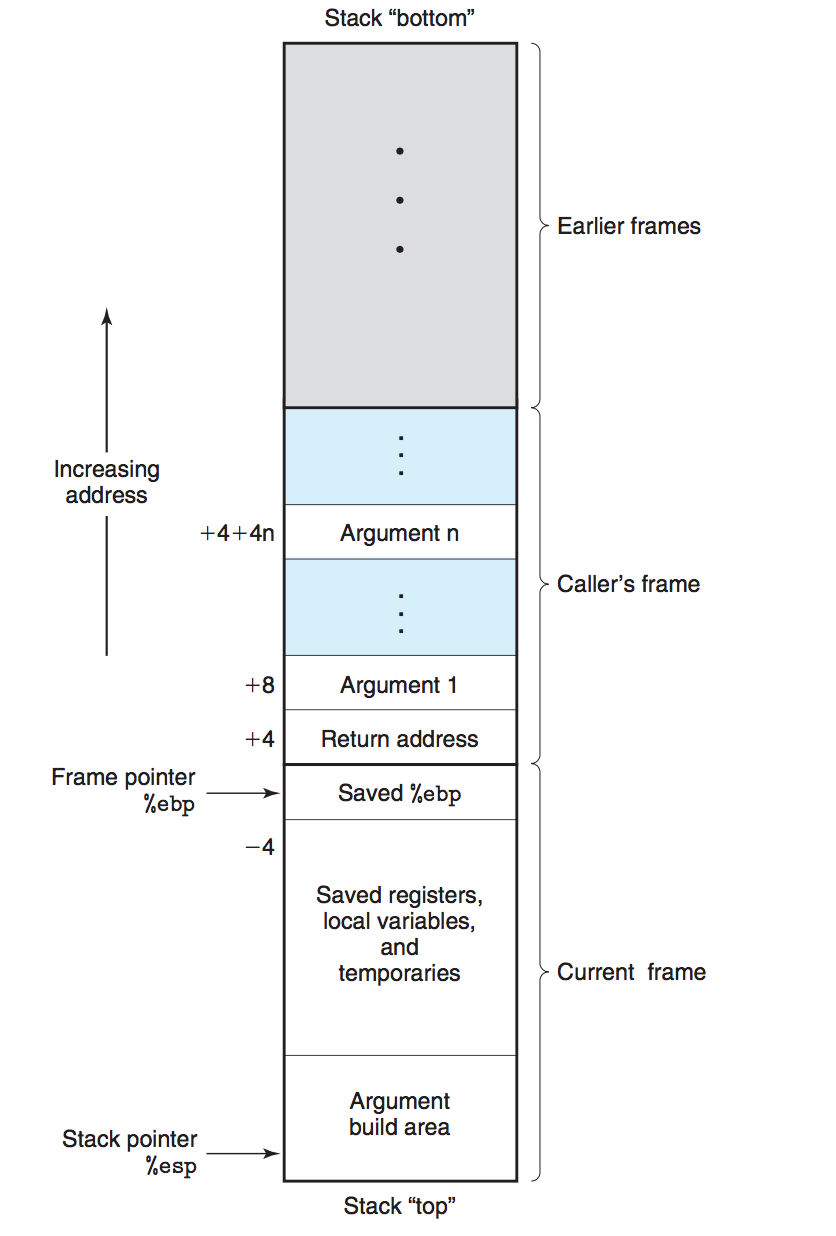 Stack “bottom”
Earlier frames
Increasing
address
+4+4n
Argument n
Caller’s frame
+8
Argument 1
+4
Return address
Frame pointer
%ebp
Saved %ebp
−4
Saved registers,
local variables,
and
temporaries
Current frame
Argument
build area
Stack pointer
%esp
Stack “top”